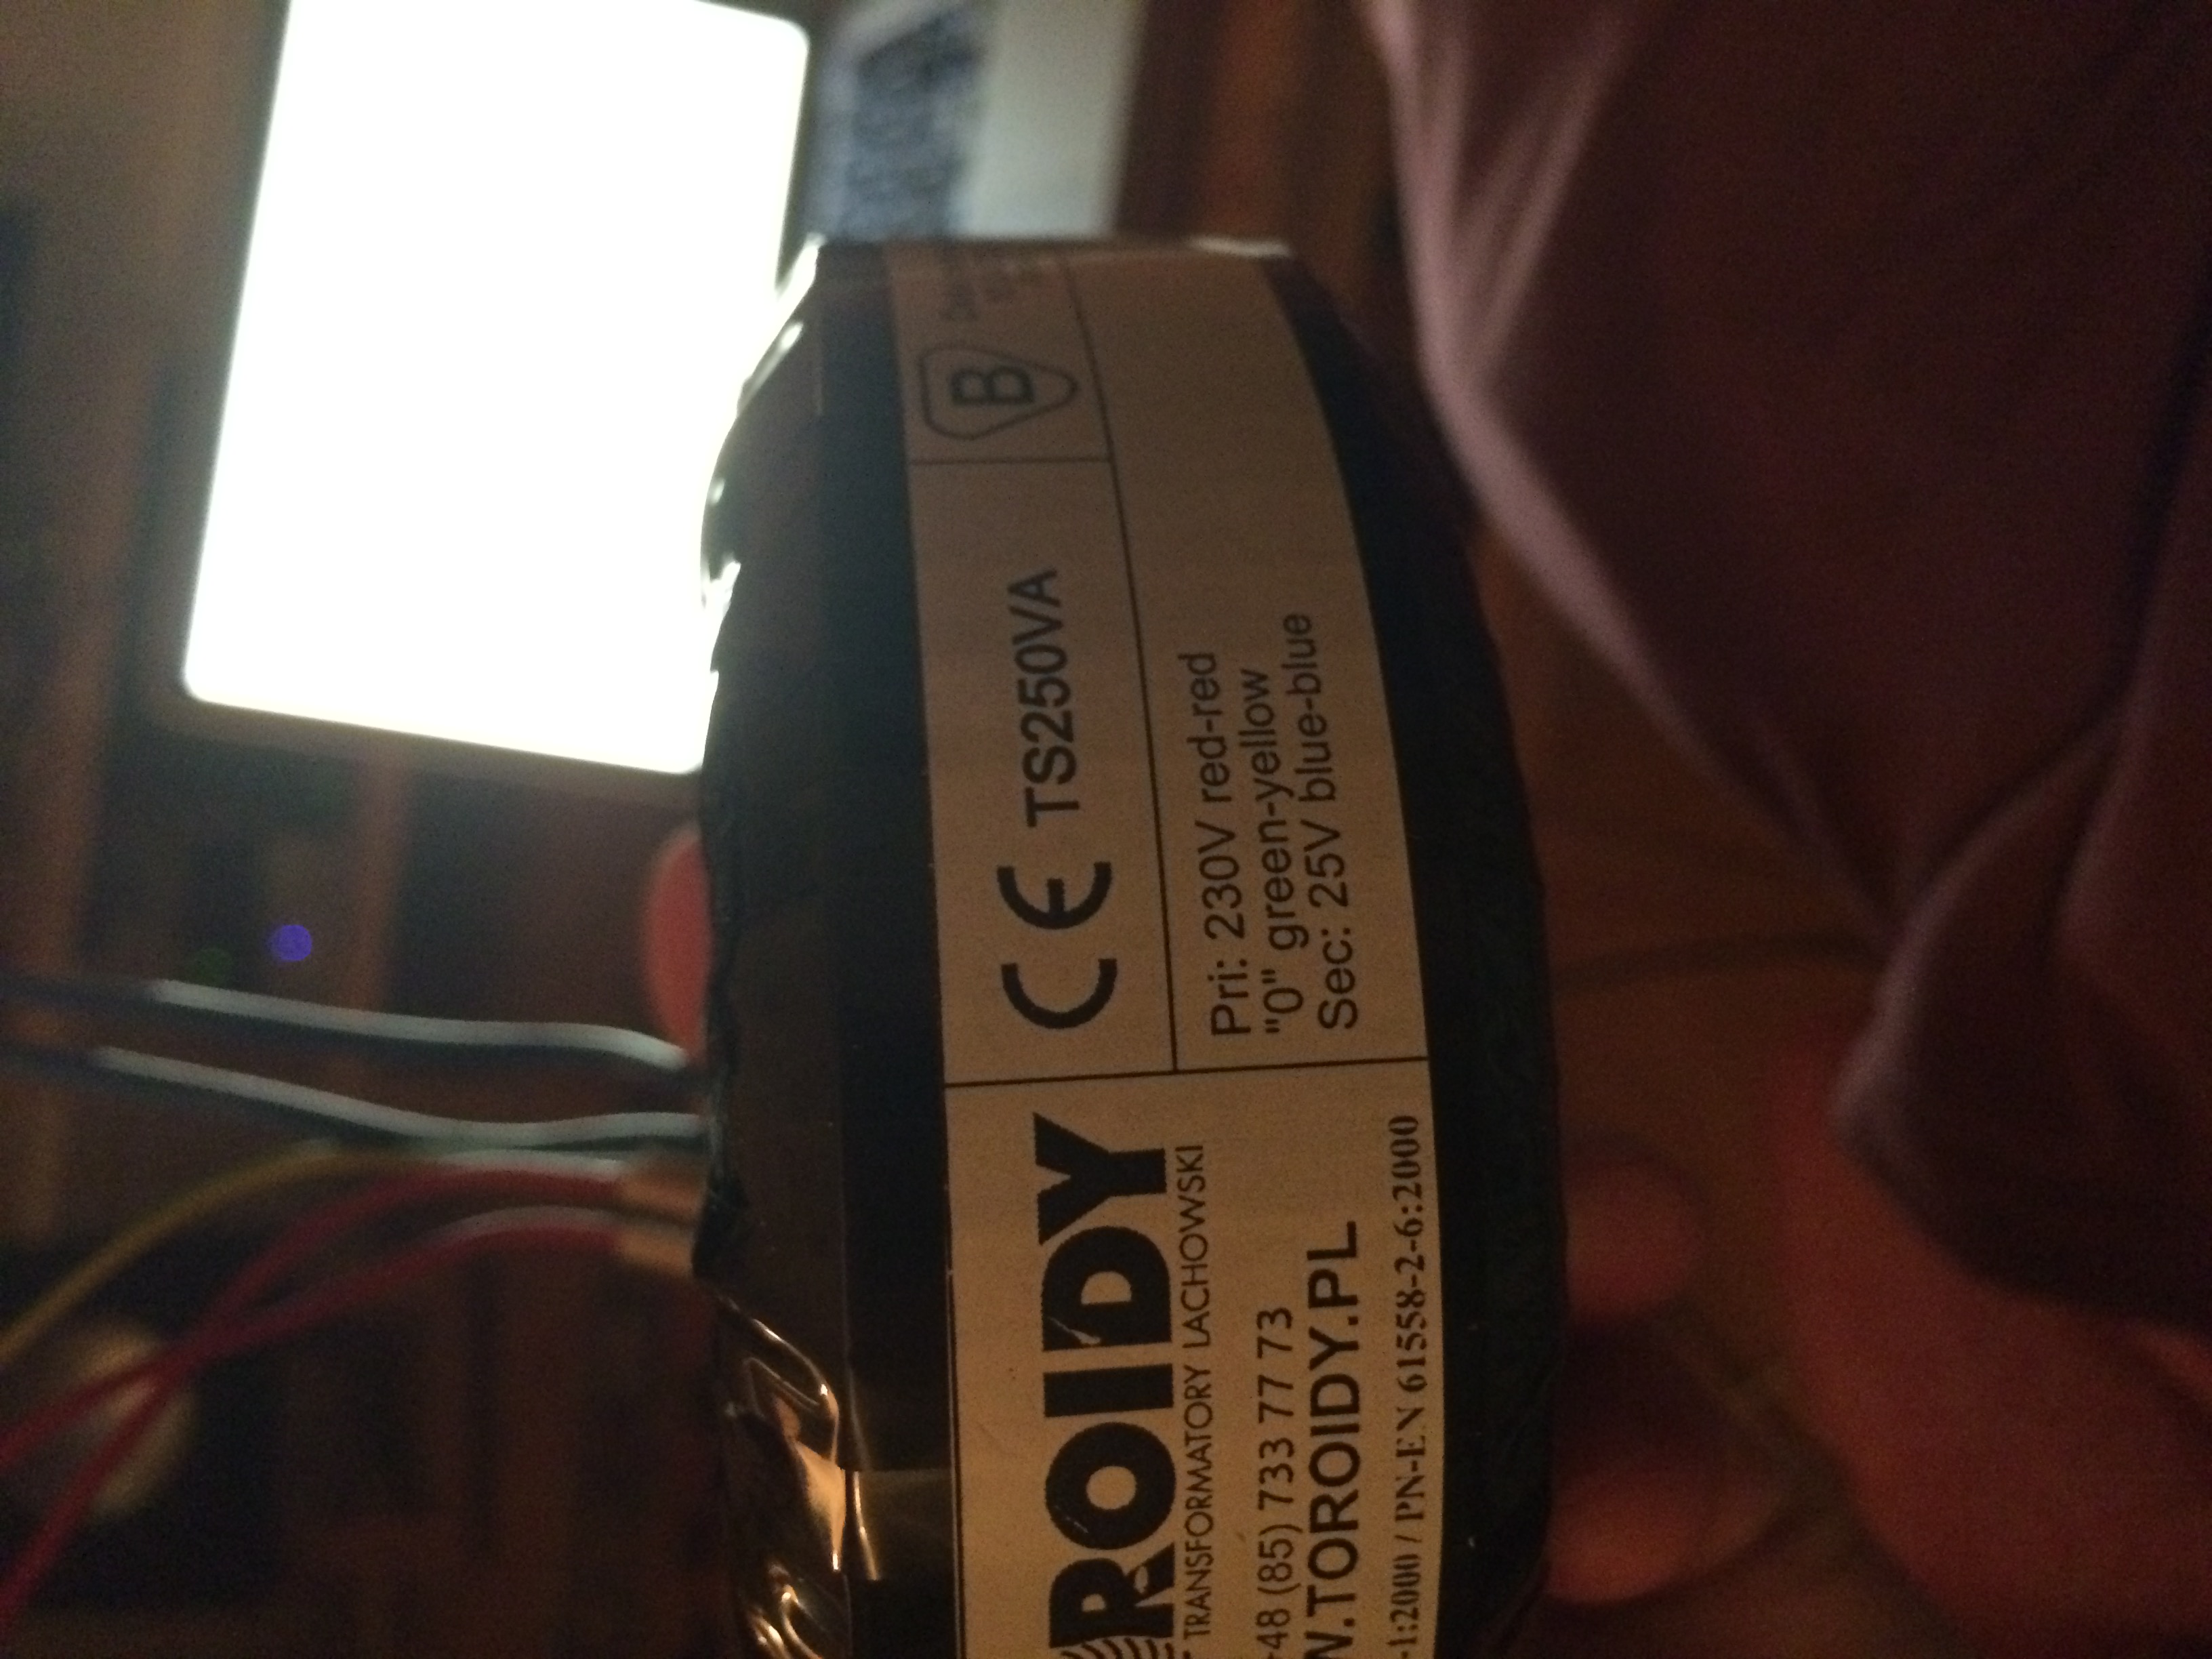 ROIDY
TRANSFORMATORY LACHOWSKI
48 (85) 733 77 73
W.TOROIDY.PL
-1:2000 / PN-EN 61558-2-6:2000
CE TS250VA
B
Pri: 230V red-red
"0" green-yellow
Sec: 25V blue-blue